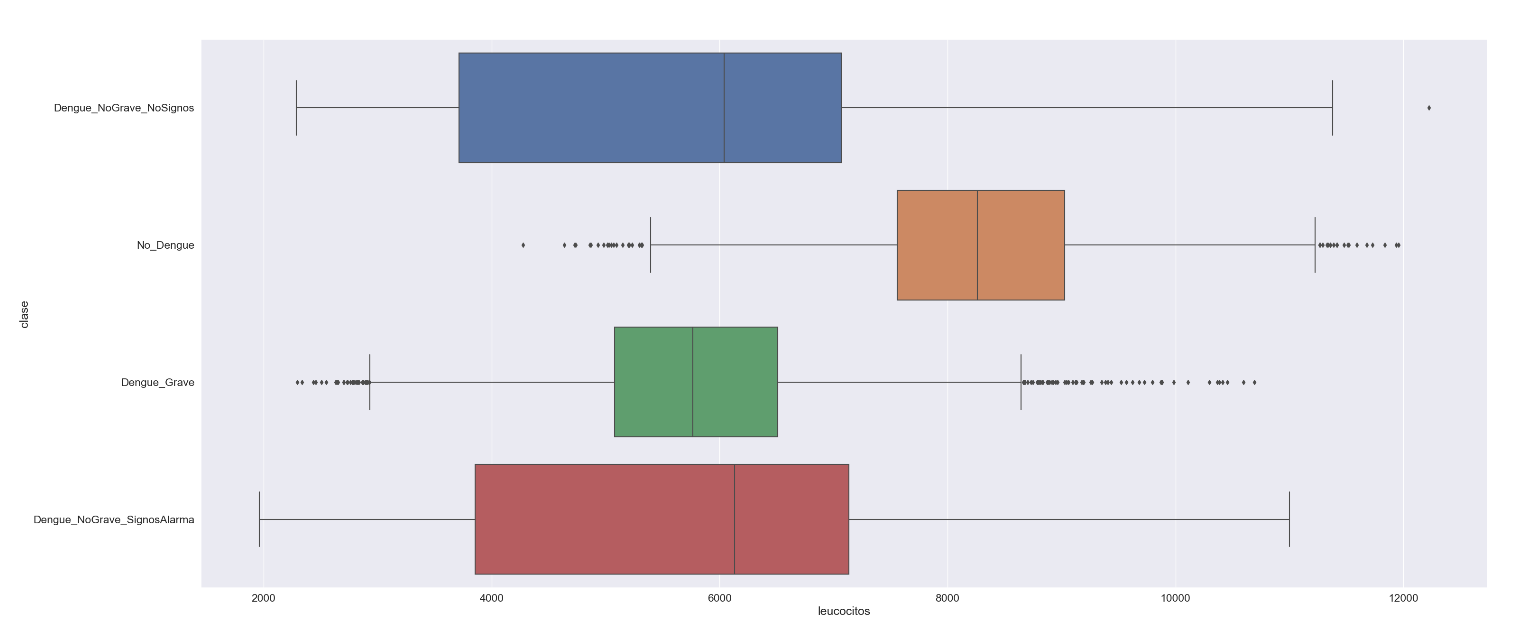 Dengue_NoGrave_NoSignos
No_Dengue
clase
Dengue_Grave
Dengue_NoGrave_SignosAlarma
2000 4000 6000 8000 10000 12000
leucocitos